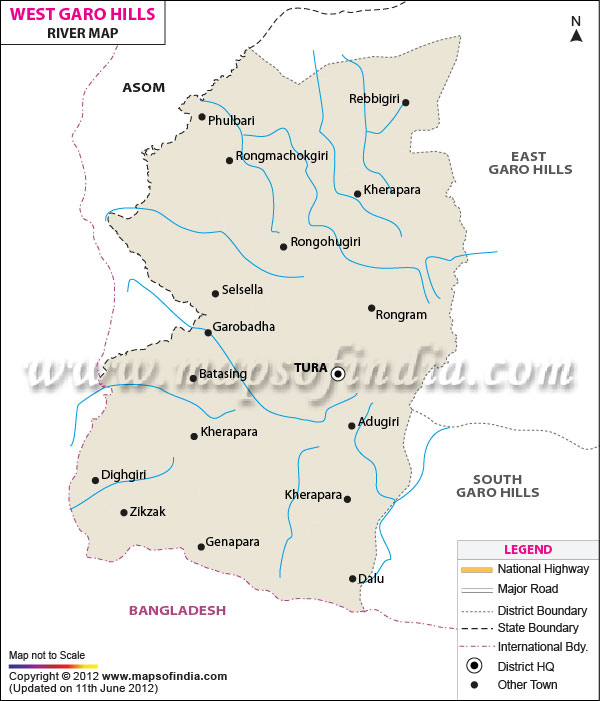 WEST GARO HILLS
RIVER MAP
N
ASOM
Rebbigiri
Phulbari
Rongmachokgiri
EAST
GARO HILLS
Kherapara
Rongohugiri
Selsella
Rongram
Garobadha
TURA
www.mapsofindia.com
Batasing
Adugiri
Kherapara
Dighgiri
SOUTH
GARO HILLS
Kherapara
Zikzak
Genapara
Dalu
BANGLADESH
LEGEND
National Highway
Major Road
District Boundary
State Boundary
International Bdy.
District HQ
Other Town
Map not to Scale
Copyright © 2012 www.mapsofindia.com
(Updated on 11th June 2012)